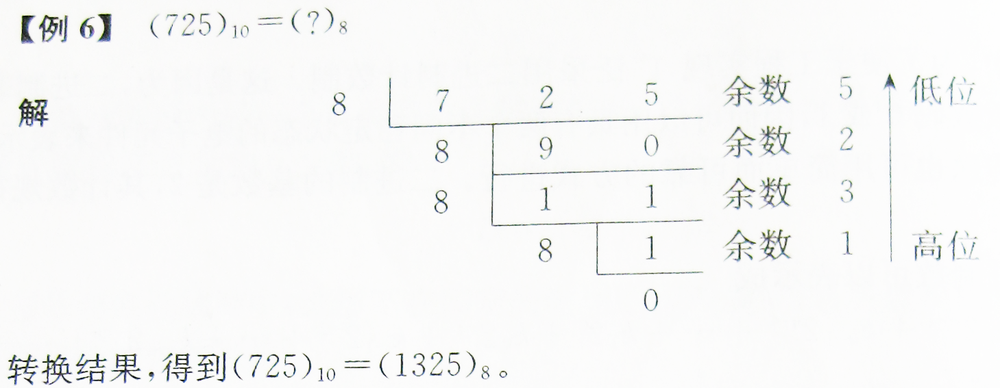 【例 6】 (725)₁₀＝(?)₈
解 8 7 2 5 余数 5 低位
8 9 0 余数 2
8 1 1 余数 3
8 1 余数 1 高位
0
转换结果,得到(725)₁₀＝(1325)₈。